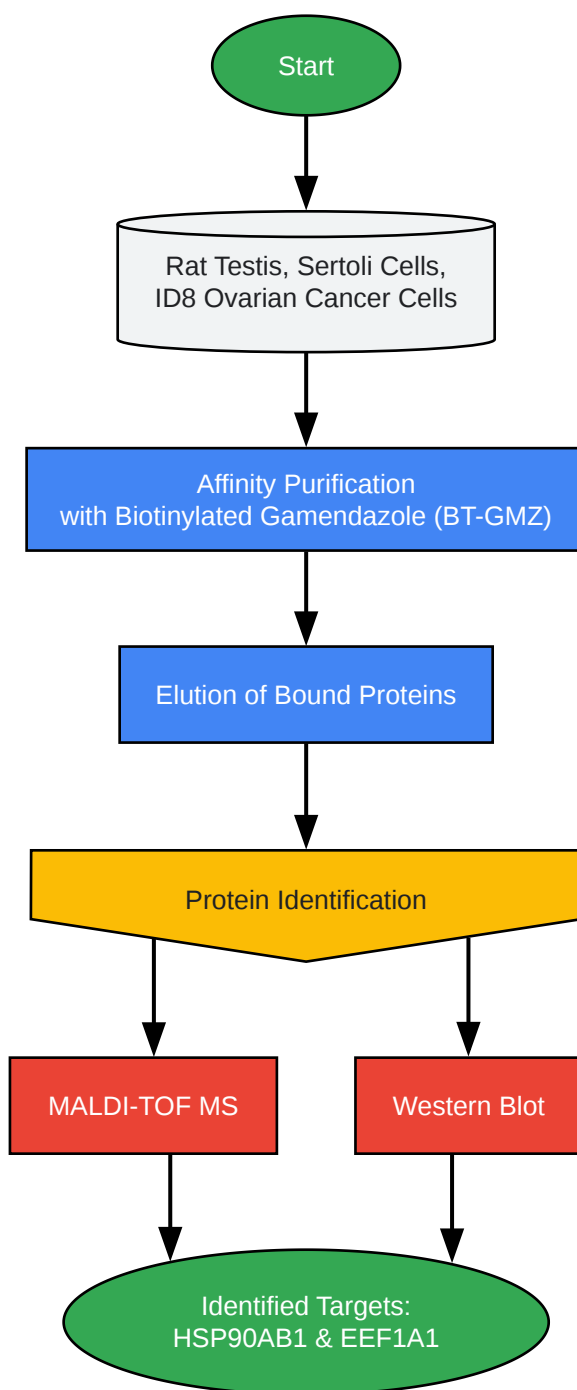 Start
Rat Testis, Sertoli Cells,
ID8 Ovarian Cancer Cells
Affinity Purification
with Biotinylated Gamendazole (BT-GMZ)
Elution of Bound Proteins
Protein Identification
MALDI-TOF MS
Western Blot
Identified Targets:
HSP90AB1 & EEF1A1